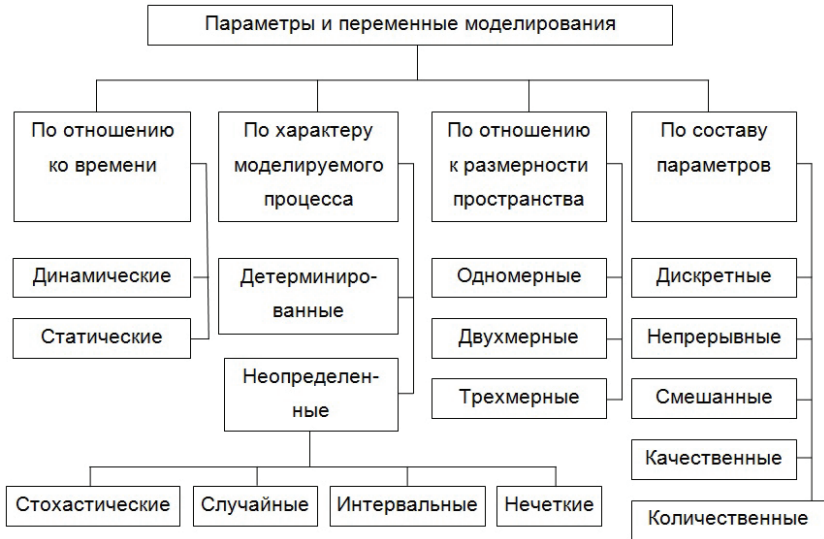 Параметры и переменные моделирования
По отношению
ко времени
По характеру
моделируемого
процесса
По отношению
к размерности
пространства
По составу
параметров
Динамические
Статические
Детерминиро-
ванные
Неопределен-
ные
Одномерные
Двухмерные
Трехмерные
Дискретные
Непрерывные
Смешанные
Качественные
Количественные
Стохастические
Случайные
Интервальные
Нечеткие